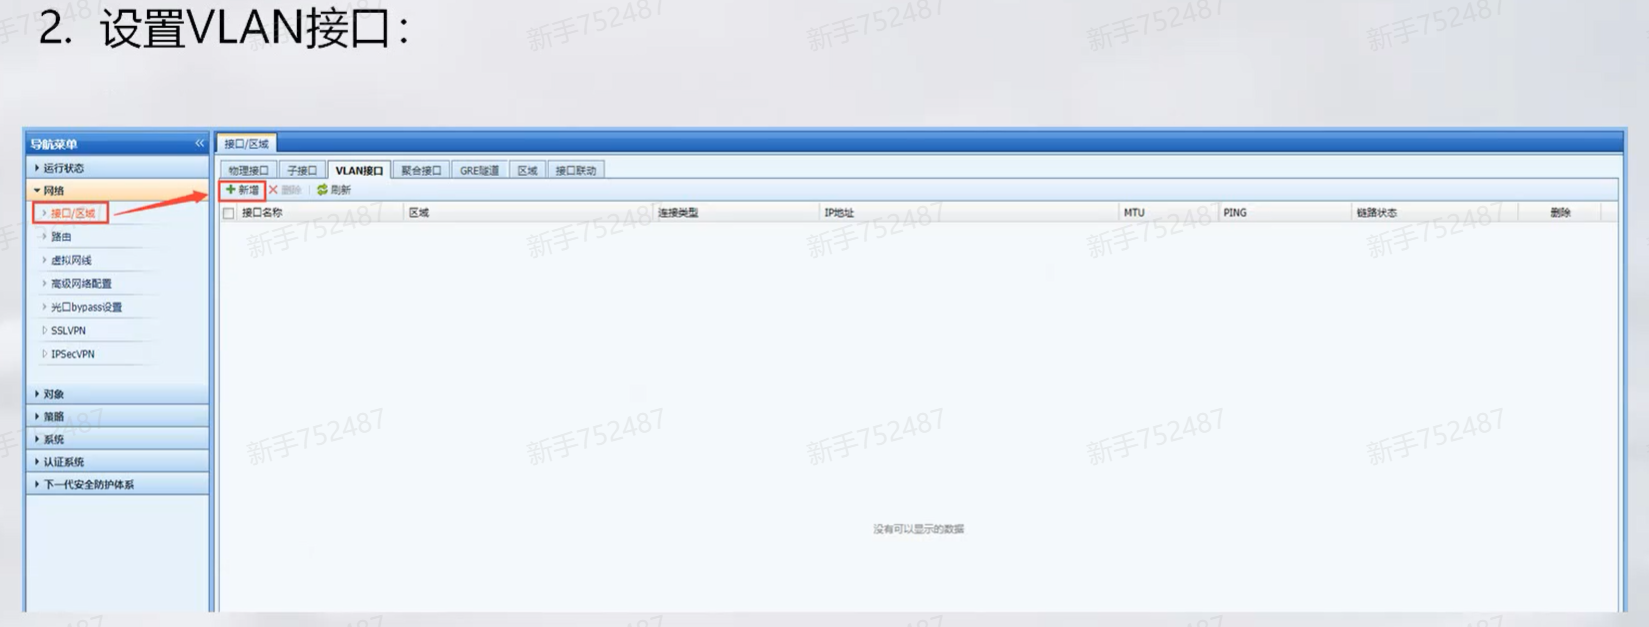 2. 设置VLAN接口：
导航菜单 «
运行状态
网络
接口/区域
路由
虚拟网线
高级网络配置
光口bypass设置
SSLVPN
IPSecVPN
对象
策略
系统
认证系统
下一代安全防护体系
接口/区域
物理接口 子接口 VLAN接口 聚合接口 GRE隧道 区域 接口联动
新增 删除 刷新
接口名称 区域 连接类型 IP地址 MTU PING 链路状态 删除
没有可以显示的数据
新手752487